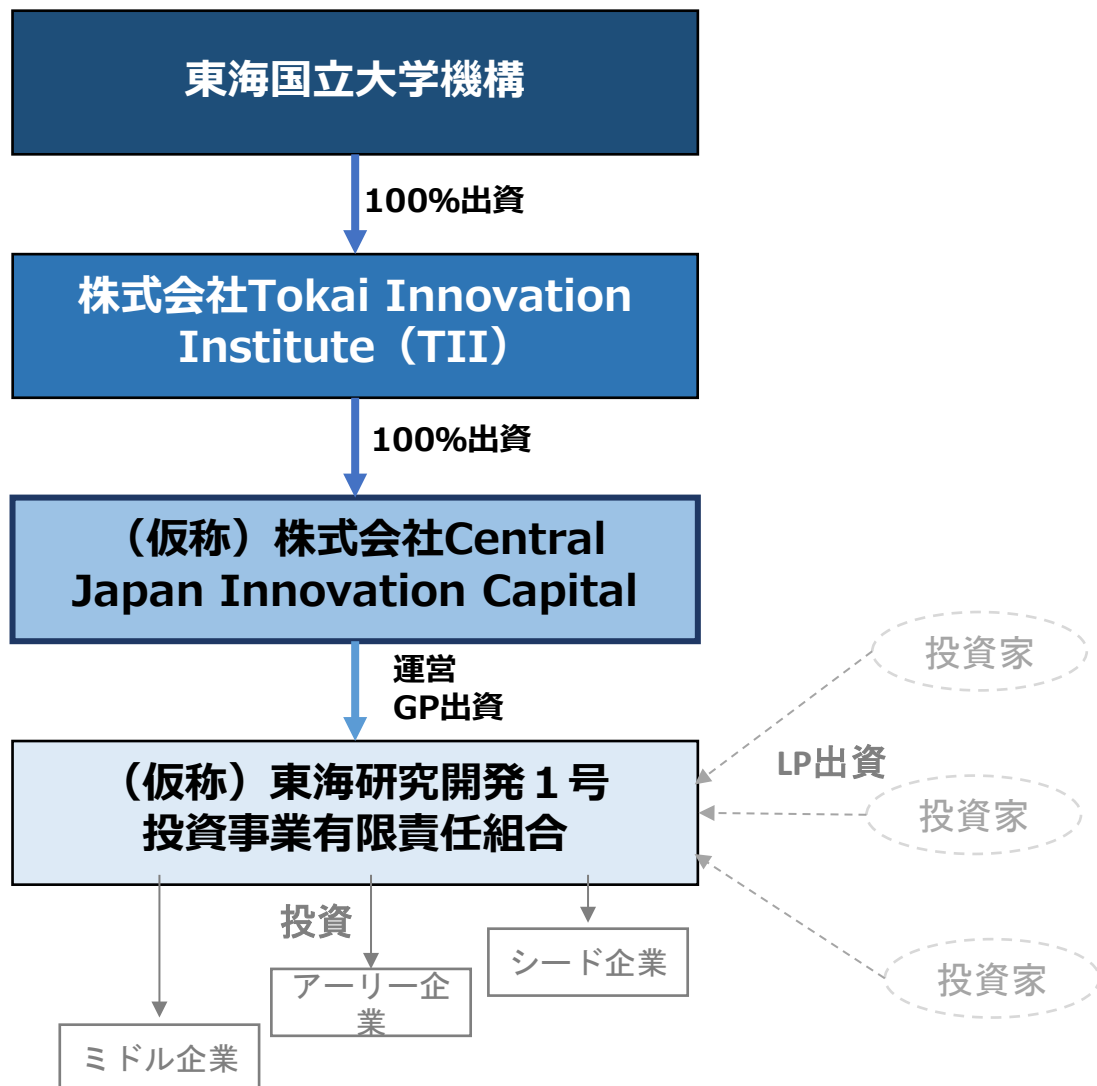 東海国立大学機構
100%出資
株式会社Tokai Innovation
Institute（TII）
100%出資
（仮称）株式会社Central
Japan Innovation Capital
運営
GP出資
投資家
（仮称）東海研究開発１号
投資事業有限責任組合
LP出資
投資家
投資
シード企業
投資家
アーリー企
業
ミドル企業